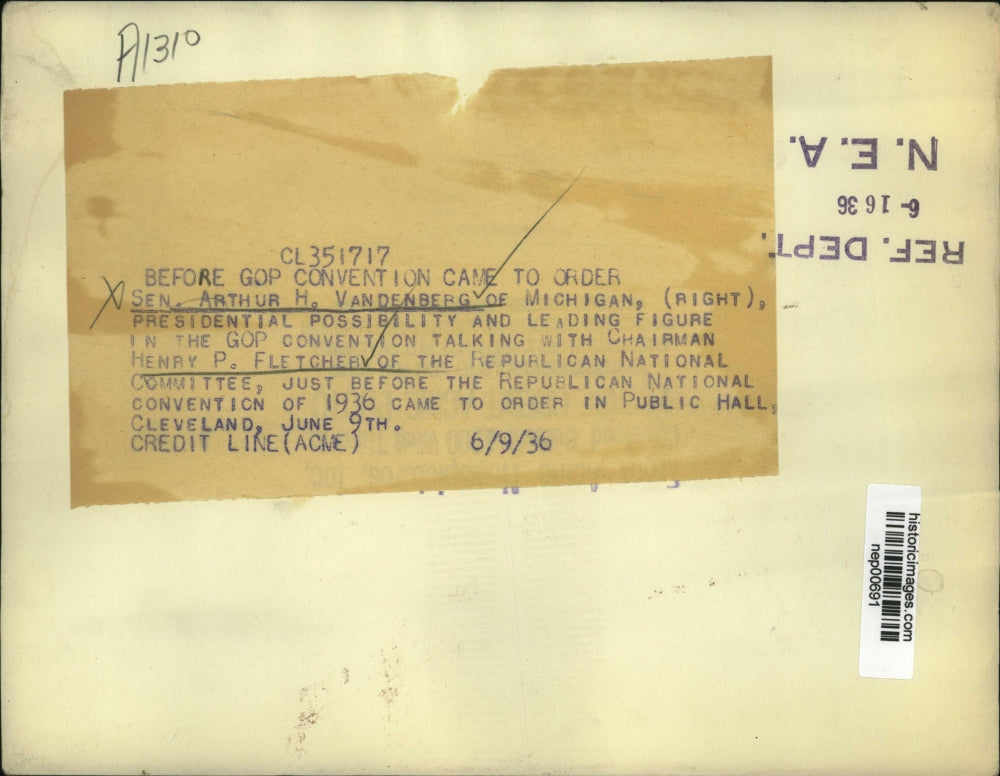 A1310
CL351717
BEFORE GOP CONVENTION CAME TO ORDER
X SEN. ARTHUR H. VANDENBERG OF MICHIGAN, (RIGHT),
PRESIDENTIAL POSSIBILITY AND LEADING FIGURE
IN THE GOP CONVENTION TALKING WITH CHAIRMAN
HENRY P. FLETCHER OF THE REPUBLICAN NATIONAL
COMMITTEE, JUST BEFORE THE REPUBLICAN NATIONAL
CONVENTION OF 1936 CAME TO ORDER IN PUBLIC HALL,
CLEVELAND, JUNE 9TH.
CREDIT LINE(ACME) 6/9/36
REF. DEPT.
6-16 36
N.E.A.
historicimages.com
nep00691